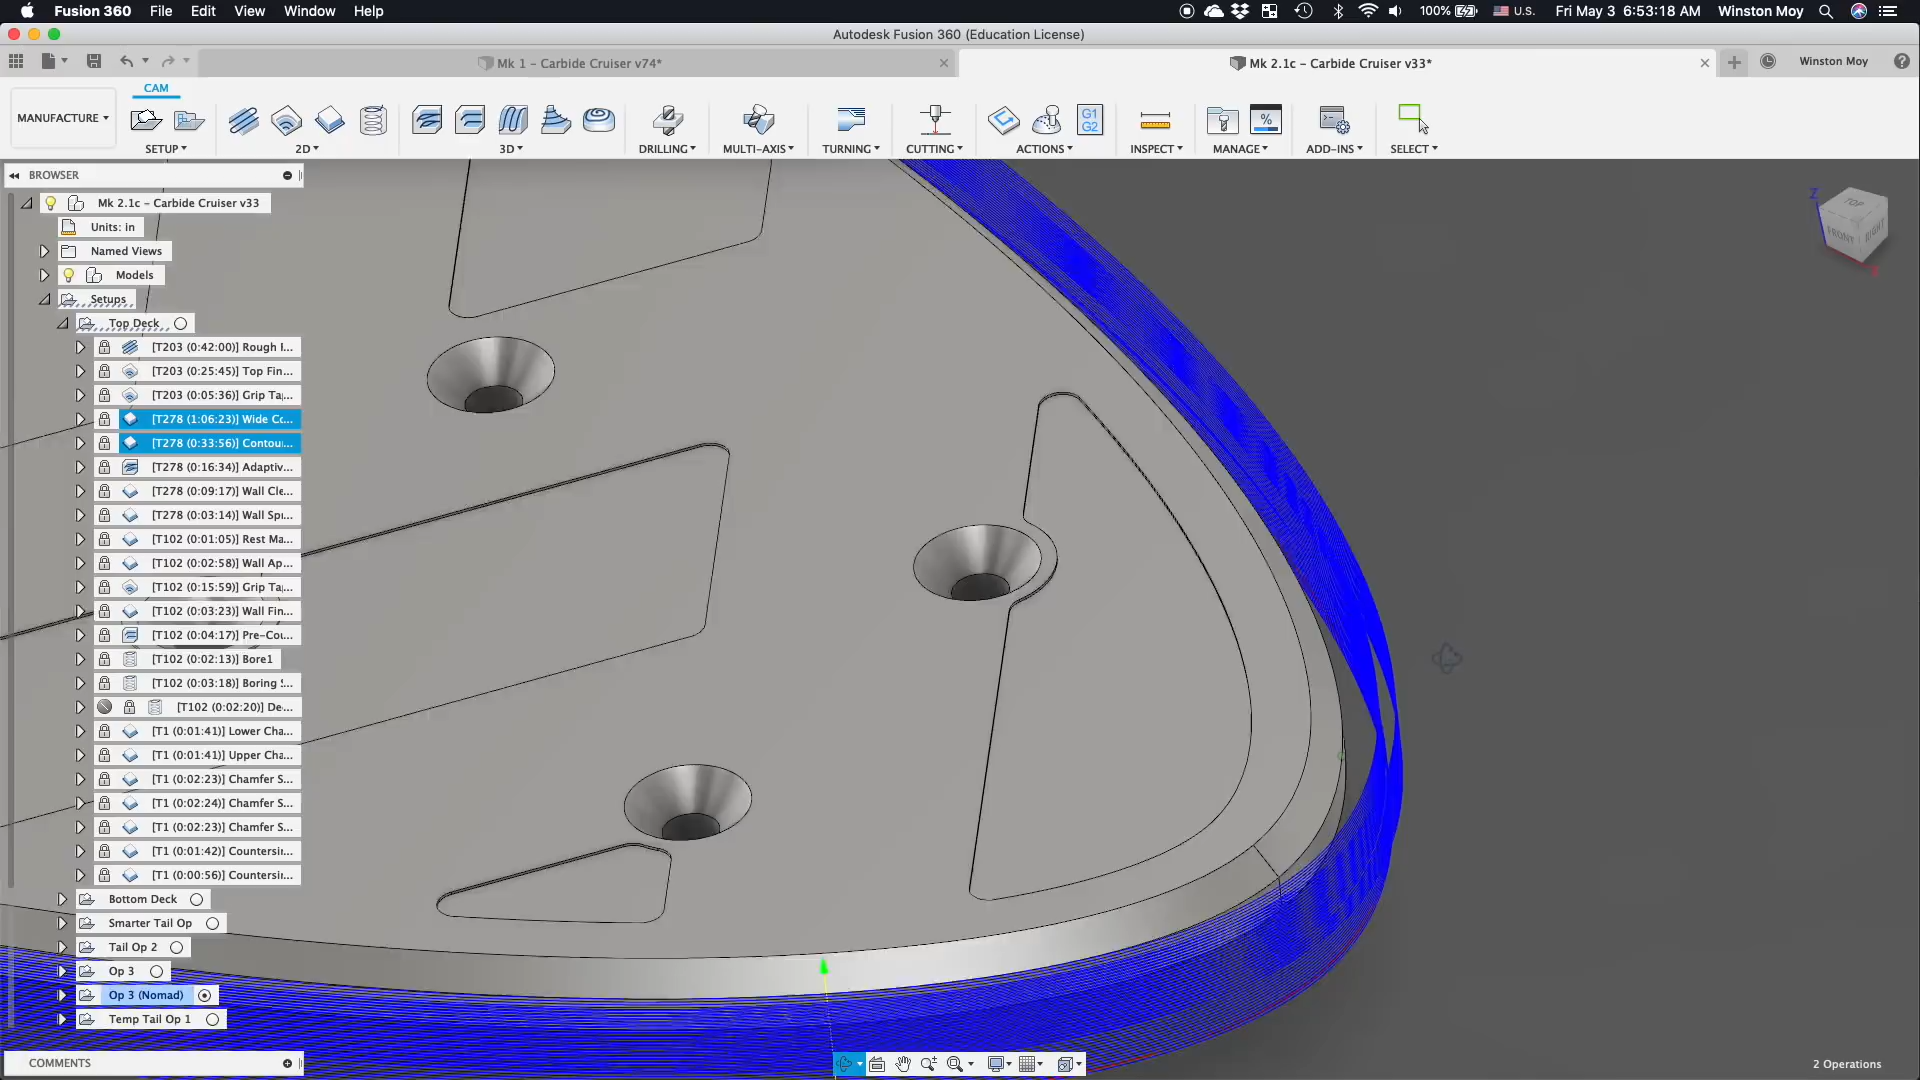 Fusion 360 File Edit View Window Help 100% U.S. Fri May 3 6:53:18 AM Winston Moy
Autodesk Fusion 360 (Education License)
Mk 1 - Carbide Cruiser v74* Mk 2.1c - Carbide Cruiser v33* Winston Moy
CAM
MANUFACTURE
G1
G2
%
SETUP 2D 3D DRILLING MULTI-AXIS TURNING CUTTING ACTIONS INSPECT MANAGE ADD-INS SELECT
BROWSER
Mk 2.1c - Carbide Cruiser v33
Units: in
Named Views
Models
Setups
Top Deck
[T203 (0:42:00)] Rough I...
[T203 (0:25:45)] Top Fin...
[T203 (0:05:36)] Grip Ta...
[T278 (1:06:23)] Wide Cc...
[T278 (0:33:56)] Contou...
[T278 (0:16:34)] Adaptiv...
[T278 (0:09:17)] Wall Cle...
[T278 (0:03:14)] Wall Spi...
[T102 (0:01:05)] Rest Ma...
[T102 (0:02:58)] Wall Ap...
[T102 (0:15:59)] Grip Ta...
[T102 (0:03:23)] Wall Fin...
[T102 (0:04:17)] Pre-Cou...
[T102 (0:02:13)] Bore1
[T102 (0:03:18)] Boring S...
[T102 (0:02:20)] De...
[T1 (0:01:41)] Lower Cha...
[T1 (0:01:41)] Upper Cha...
[T1 (0:02:23)] Chamfer S...
[T1 (0:02:24)] Chamfer S...
[T1 (0:02:23)] Chamfer S...
[T1 (0:01:42)] Countersin...
[T1 (0:00:56)] Countersin...
Bottom Deck
Smarter Tail Op
Tail Op 2
Op 3
Op 3 (Nomad)
Temp Tail Op 1
Z
TOP
FRONT RIGHT
X
COMMENTS
2 Operations